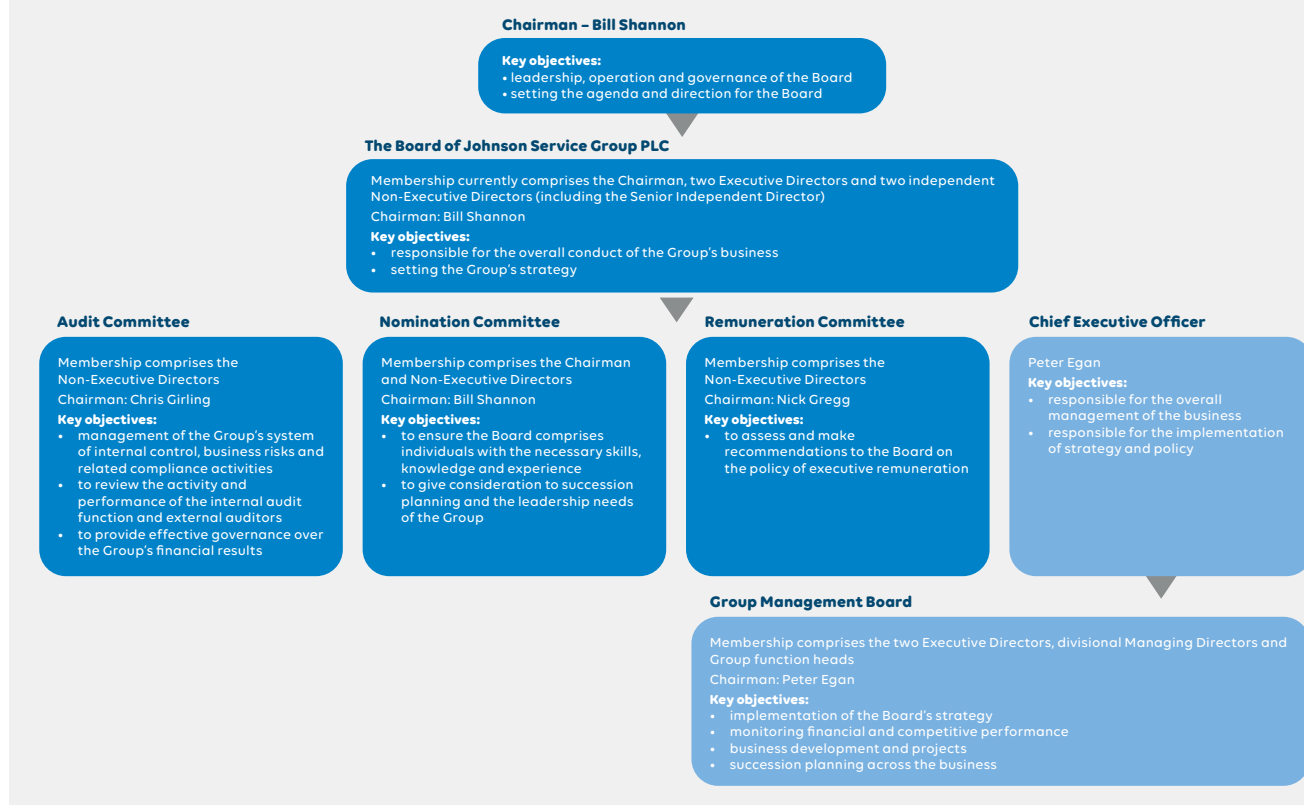 Chairman – Bill Shannon
Key objectives:
• leadership, operation and governance of the Board
• setting the agenda and direction for the Board
The Board of Johnson Service Group PLC
Membership currently comprises the Chairman, two Executive Directors and two independent
Non-Executive Directors (including the Senior Independent Director)
Chairman: Bill Shannon
Key objectives:
• responsible for the overall conduct of the Group's business
• setting the Group's strategy
Audit Committee
Membership comprises the
Non-Executive Directors
Chairman: Chris Girling
Key objectives:
• management of the Group's system
of internal control, business risks and
related compliance activities
• to review the activity and
performance of the internal audit
function and external auditors
• to provide effective governance over
the Group's financial results
Nomination Committee
Membership comprises the Chairman
and Non-Executive Directors
Chairman: Bill Shannon
Key objectives:
• to ensure the Board comprises
individuals with the necessary skills,
knowledge and experience
• to give consideration to succession
planning and the leadership needs
of the Group
Remuneration Committee
Membership comprises the
Non-Executive Directors
Chairman: Nick Gregg
Key objectives:
• to assess and make
recommendations to the Board on
the policy of executive remuneration
Chief Executive Officer
Peter Egan
Key objectives:
• responsible for the overall
management of the business
• responsible for the implementation
of strategy and policy
Group Management Board
Membership comprises the two Executive Directors, divisional Managing Directors and
Group function heads
Chairman: Peter Egan
Key objectives:
• implementation of the Board's strategy
• monitoring financial and competitive performance
• business development and projects
• succession planning across the business